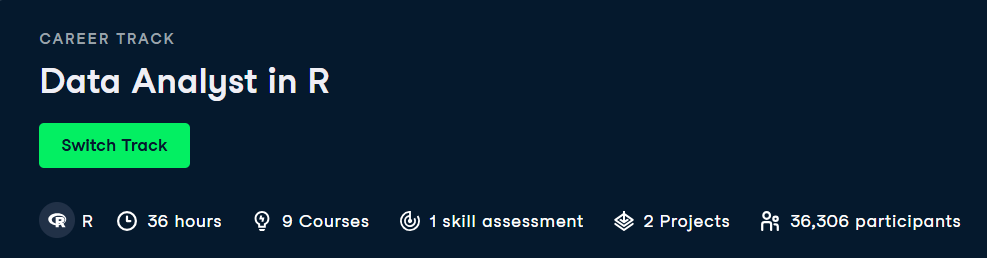 CAREER TRACK
Data Analyst in R
Switch Track
R 36 hours 9 Courses 1 skill assessment 2 Projects 36,306 participants